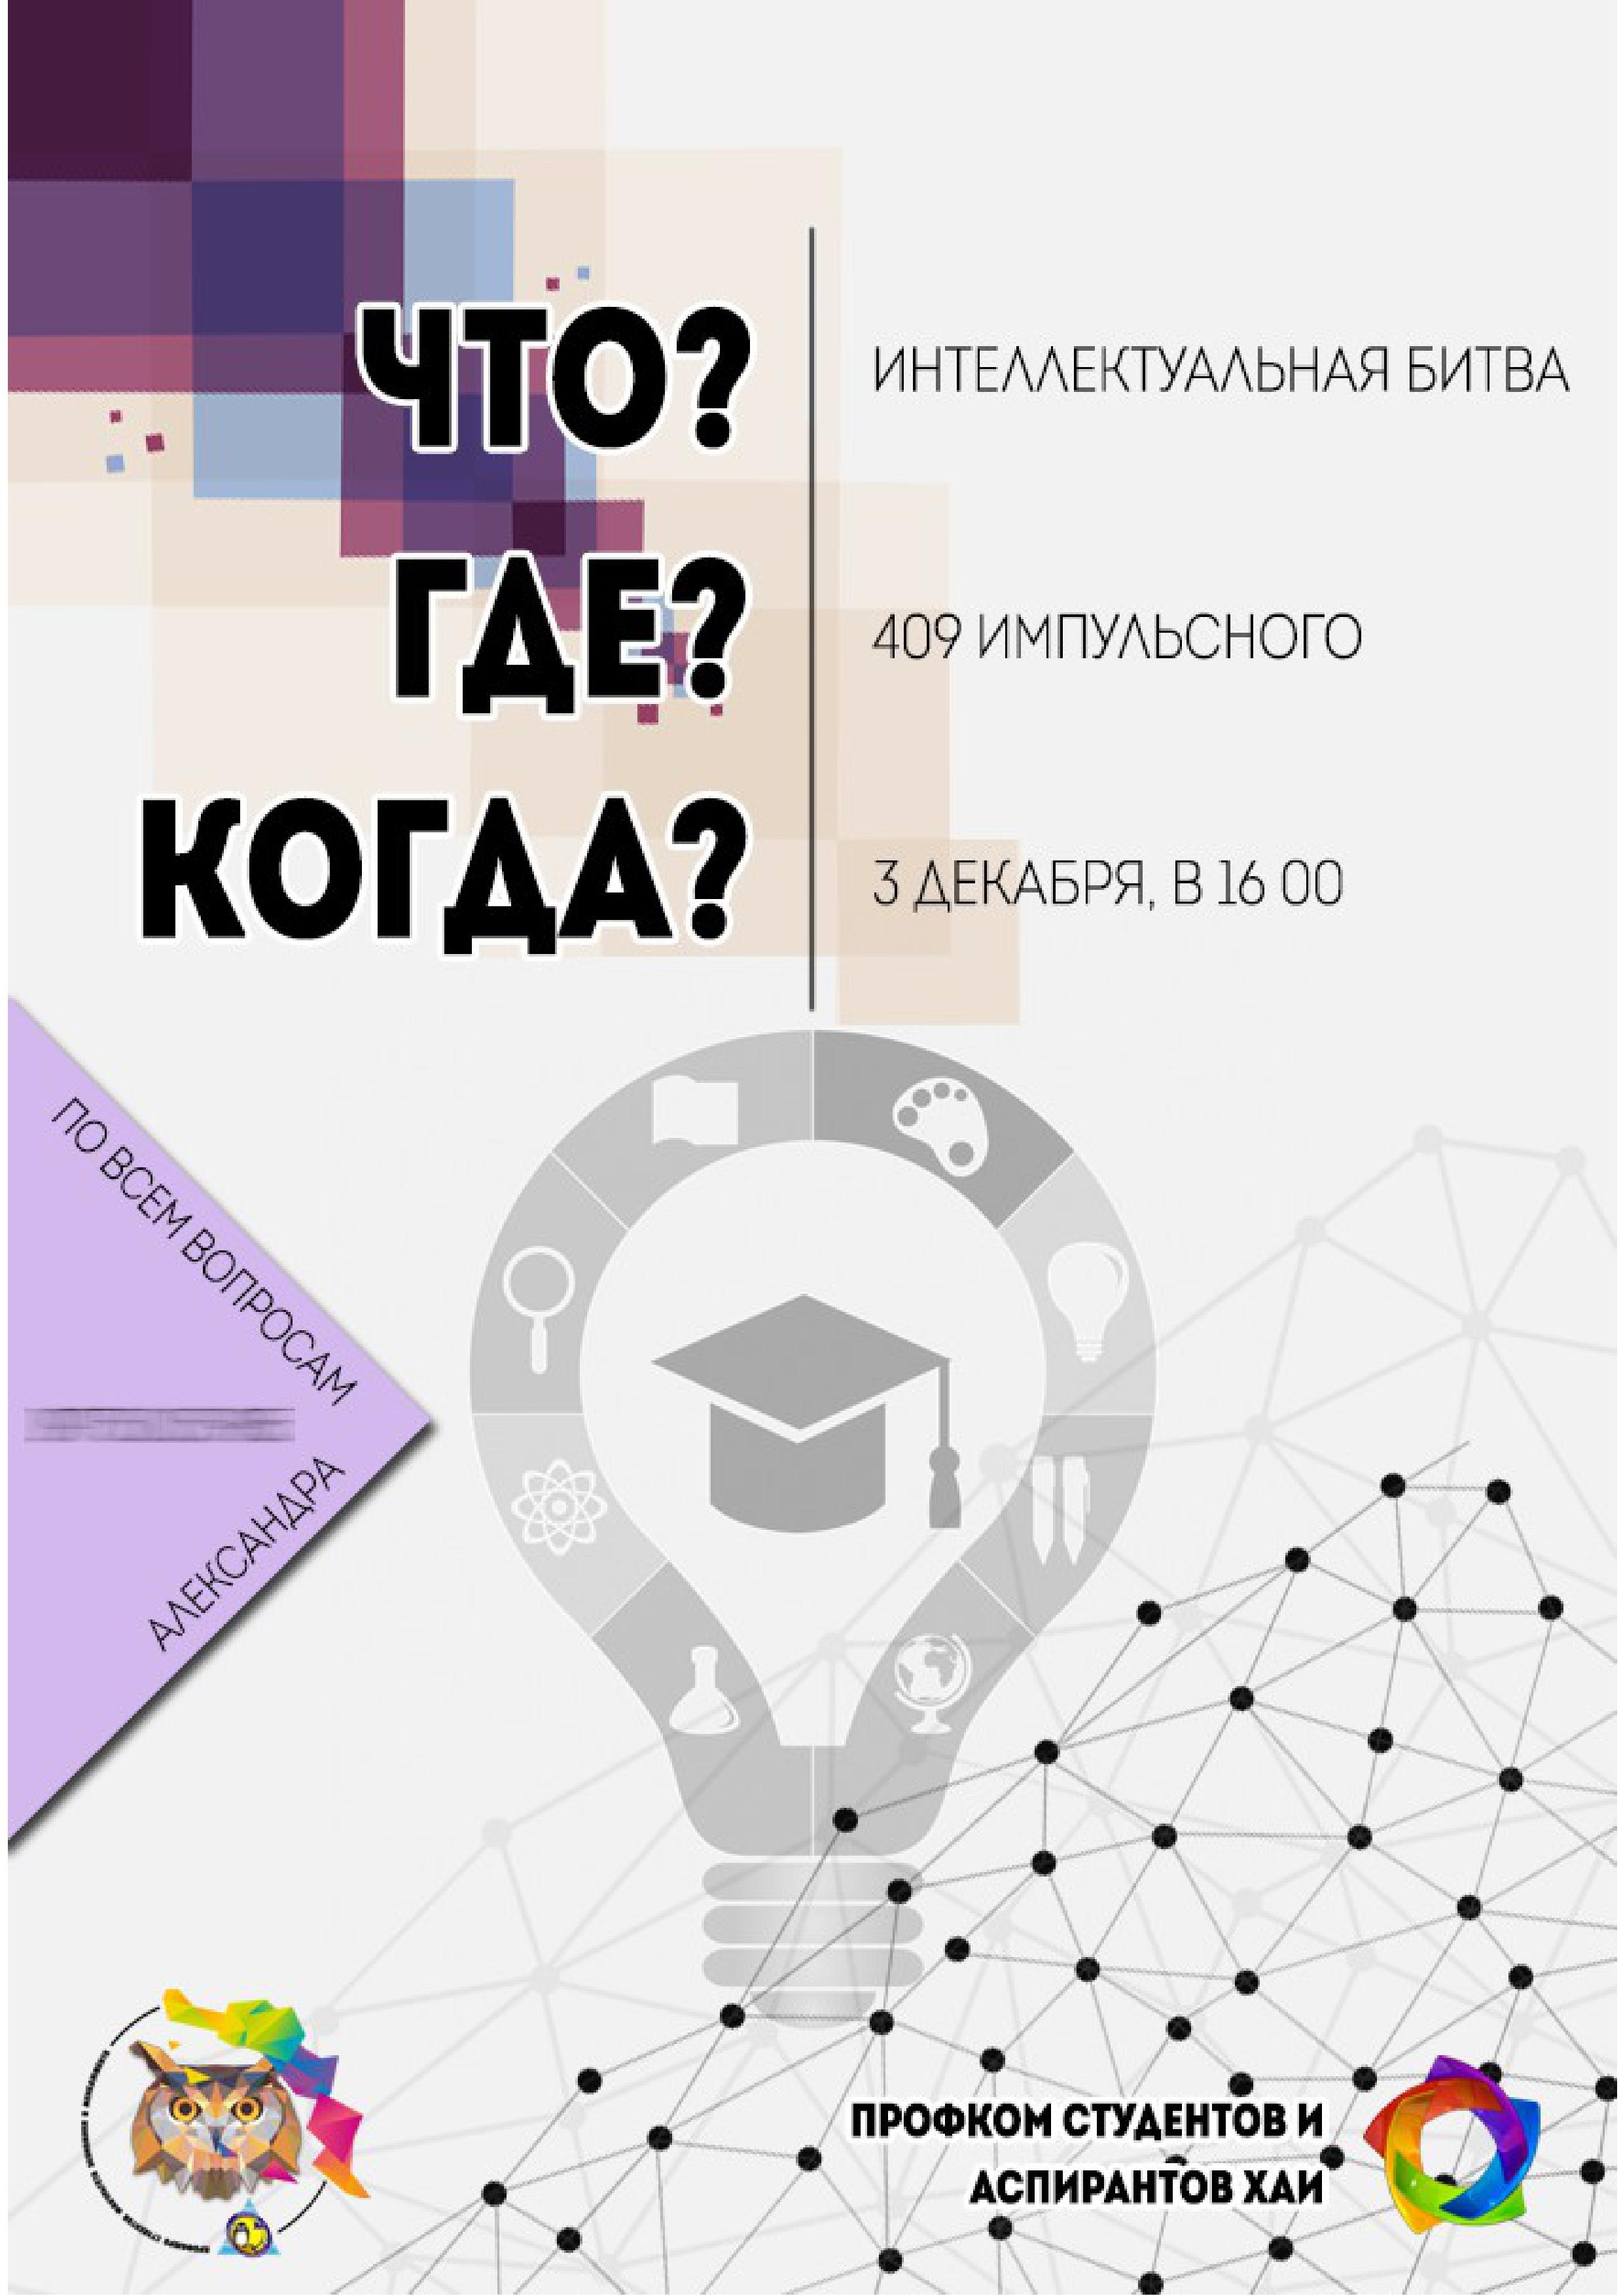 ЧТО?
ИНТЕЛЛЕКТУАЛЬНАЯ БИТВА
ГДЕ?
409 ИМПУЛЬСНОГО
КОГДА?
3 ДЕКАБРЯ, В 16 00
ПО ВСЕМ ВОПРОСАМ
АЛЕКСАНДРА
ПРОФКОМ СТУДЕНТОВ И
АСПИРАНТОВ ХАИ